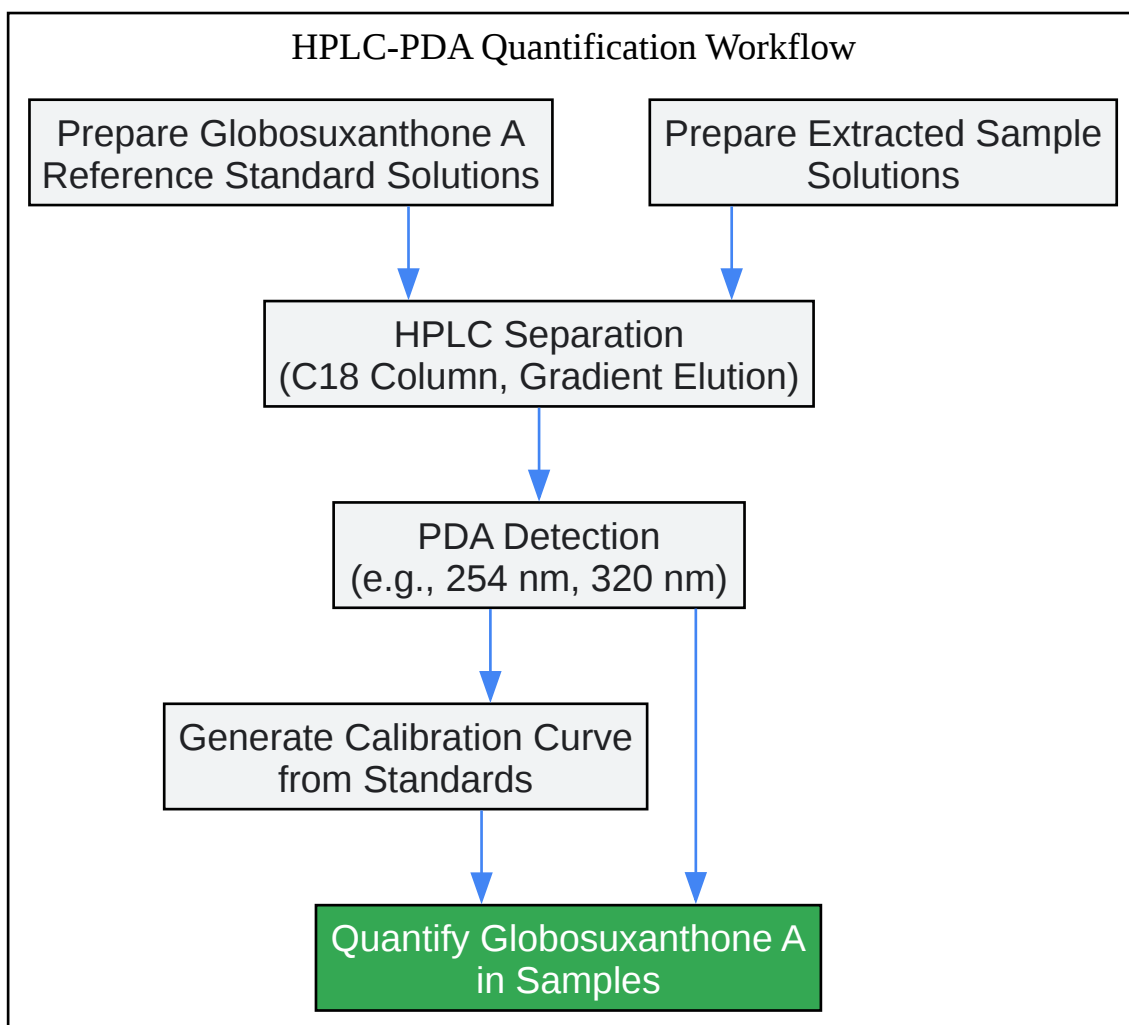 HPLC-PDA Quantification Workflow
Prepare Globosuxanthone A
Reference Standard Solutions
Prepare Extracted Sample
Solutions
HPLC Separation
(C18 Column, Gradient Elution)
PDA Detection
(e.g., 254 nm, 320 nm)
Generate Calibration Curve
from Standards
Quantify Globosuxanthone A
in Samples